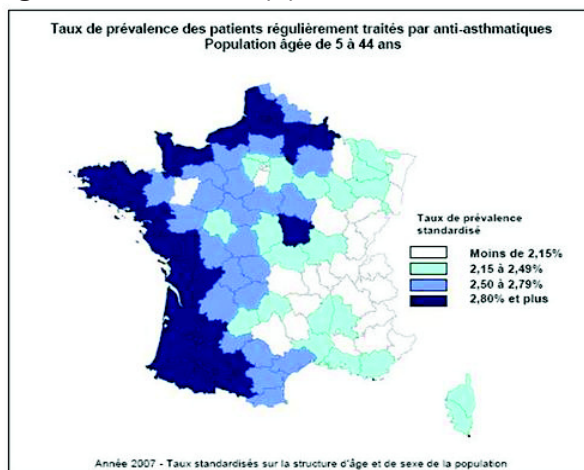 Taux de prévalence des patients régulièrement traités par anti-asthmatiques
Population âgée de 5 à 44 ans
Taux de prévalence
standardisé
Moins de 2,15%
2,15 à 2,49%
2,50 à 2,79%
2,80% et plus
Année 2007 - Taux standardisés sur la structure d'âge et de sexe de la population